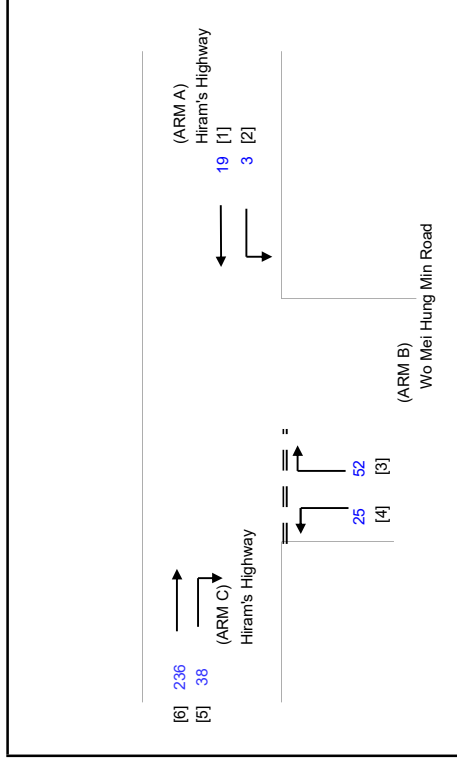 (ARM A)
Hiram's Highway
19 [1]
3 [2]
[6] 236
[5] 38
(ARM C)
Hiram's Highway
25 52
[4] [3]
(ARM B)
Wo Mei Hung Min Road